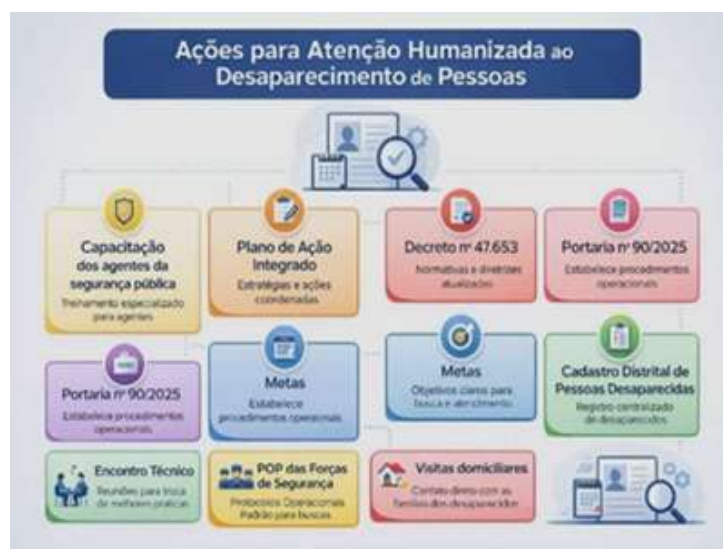 Ações para Atenção Humanizada ao
Desaparecimento de Pessoas
Capacitação
dos agentes da
segurança pública
Treinamento especializado
para agentes
Plano de Ação
Integrado
Estratégias e ações
coordenadas
Decreto nº 47.653
Normativas e diretrizes
atualizadas
Portaria nº 90/2025
Estabelece procedimentos
operacionais
Portaria nº 90/2025
Estabelece procedimentos
operacionais
Metas
Estabelece
procedimentos operacionais
Metas
Objetivos claros para
busca e atendimento
Cadastro Distrital de
Pessoas Desaparecidas
Registro centralizado
de desaparecidos
Encontro Técnico
Reuniões para troca
de melhores práticas
POP das Forças
de Segurança
Protocolos Operacionais
Padrão para buscas
Visitas domiciliares
Contato direto com as
famílias dos desaparecidos